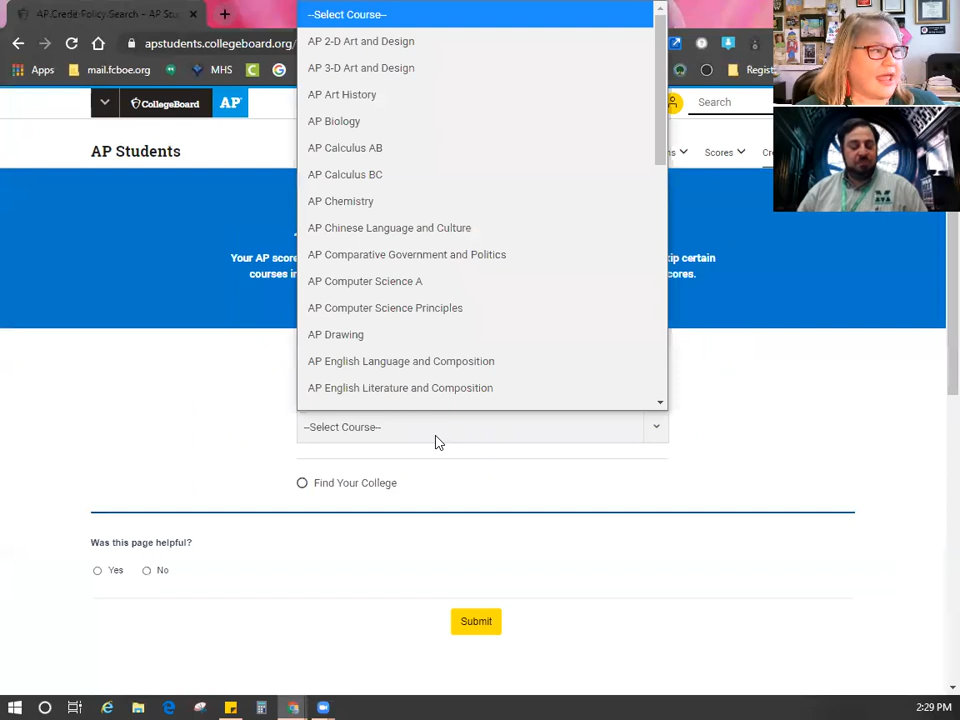 AP Credit Policy Search – AP Stu
--Select Course--
apstudents.collegeboard.org/
AP 2-D Art and Design
AP 3-D Art and Design
Apps
mail.fcboe.org
MHS
Regist
AP Art History
CollegeBoard
AP
Search
AP Biology
AP Students
AP Calculus AB
Scores
AP Calculus BC
AP Chemistry
AP Chinese Language and Culture
Your AP score
kip certain
AP Comparative Government and Politics
courses in
cores.
AP Computer Science A
AP Computer Science Principles
AP Drawing
AP English Language and Composition
AP English Literature and Composition
--Select Course--
Find Your College
Was this page helpful?
Yes
No
Submit
2:29 PM